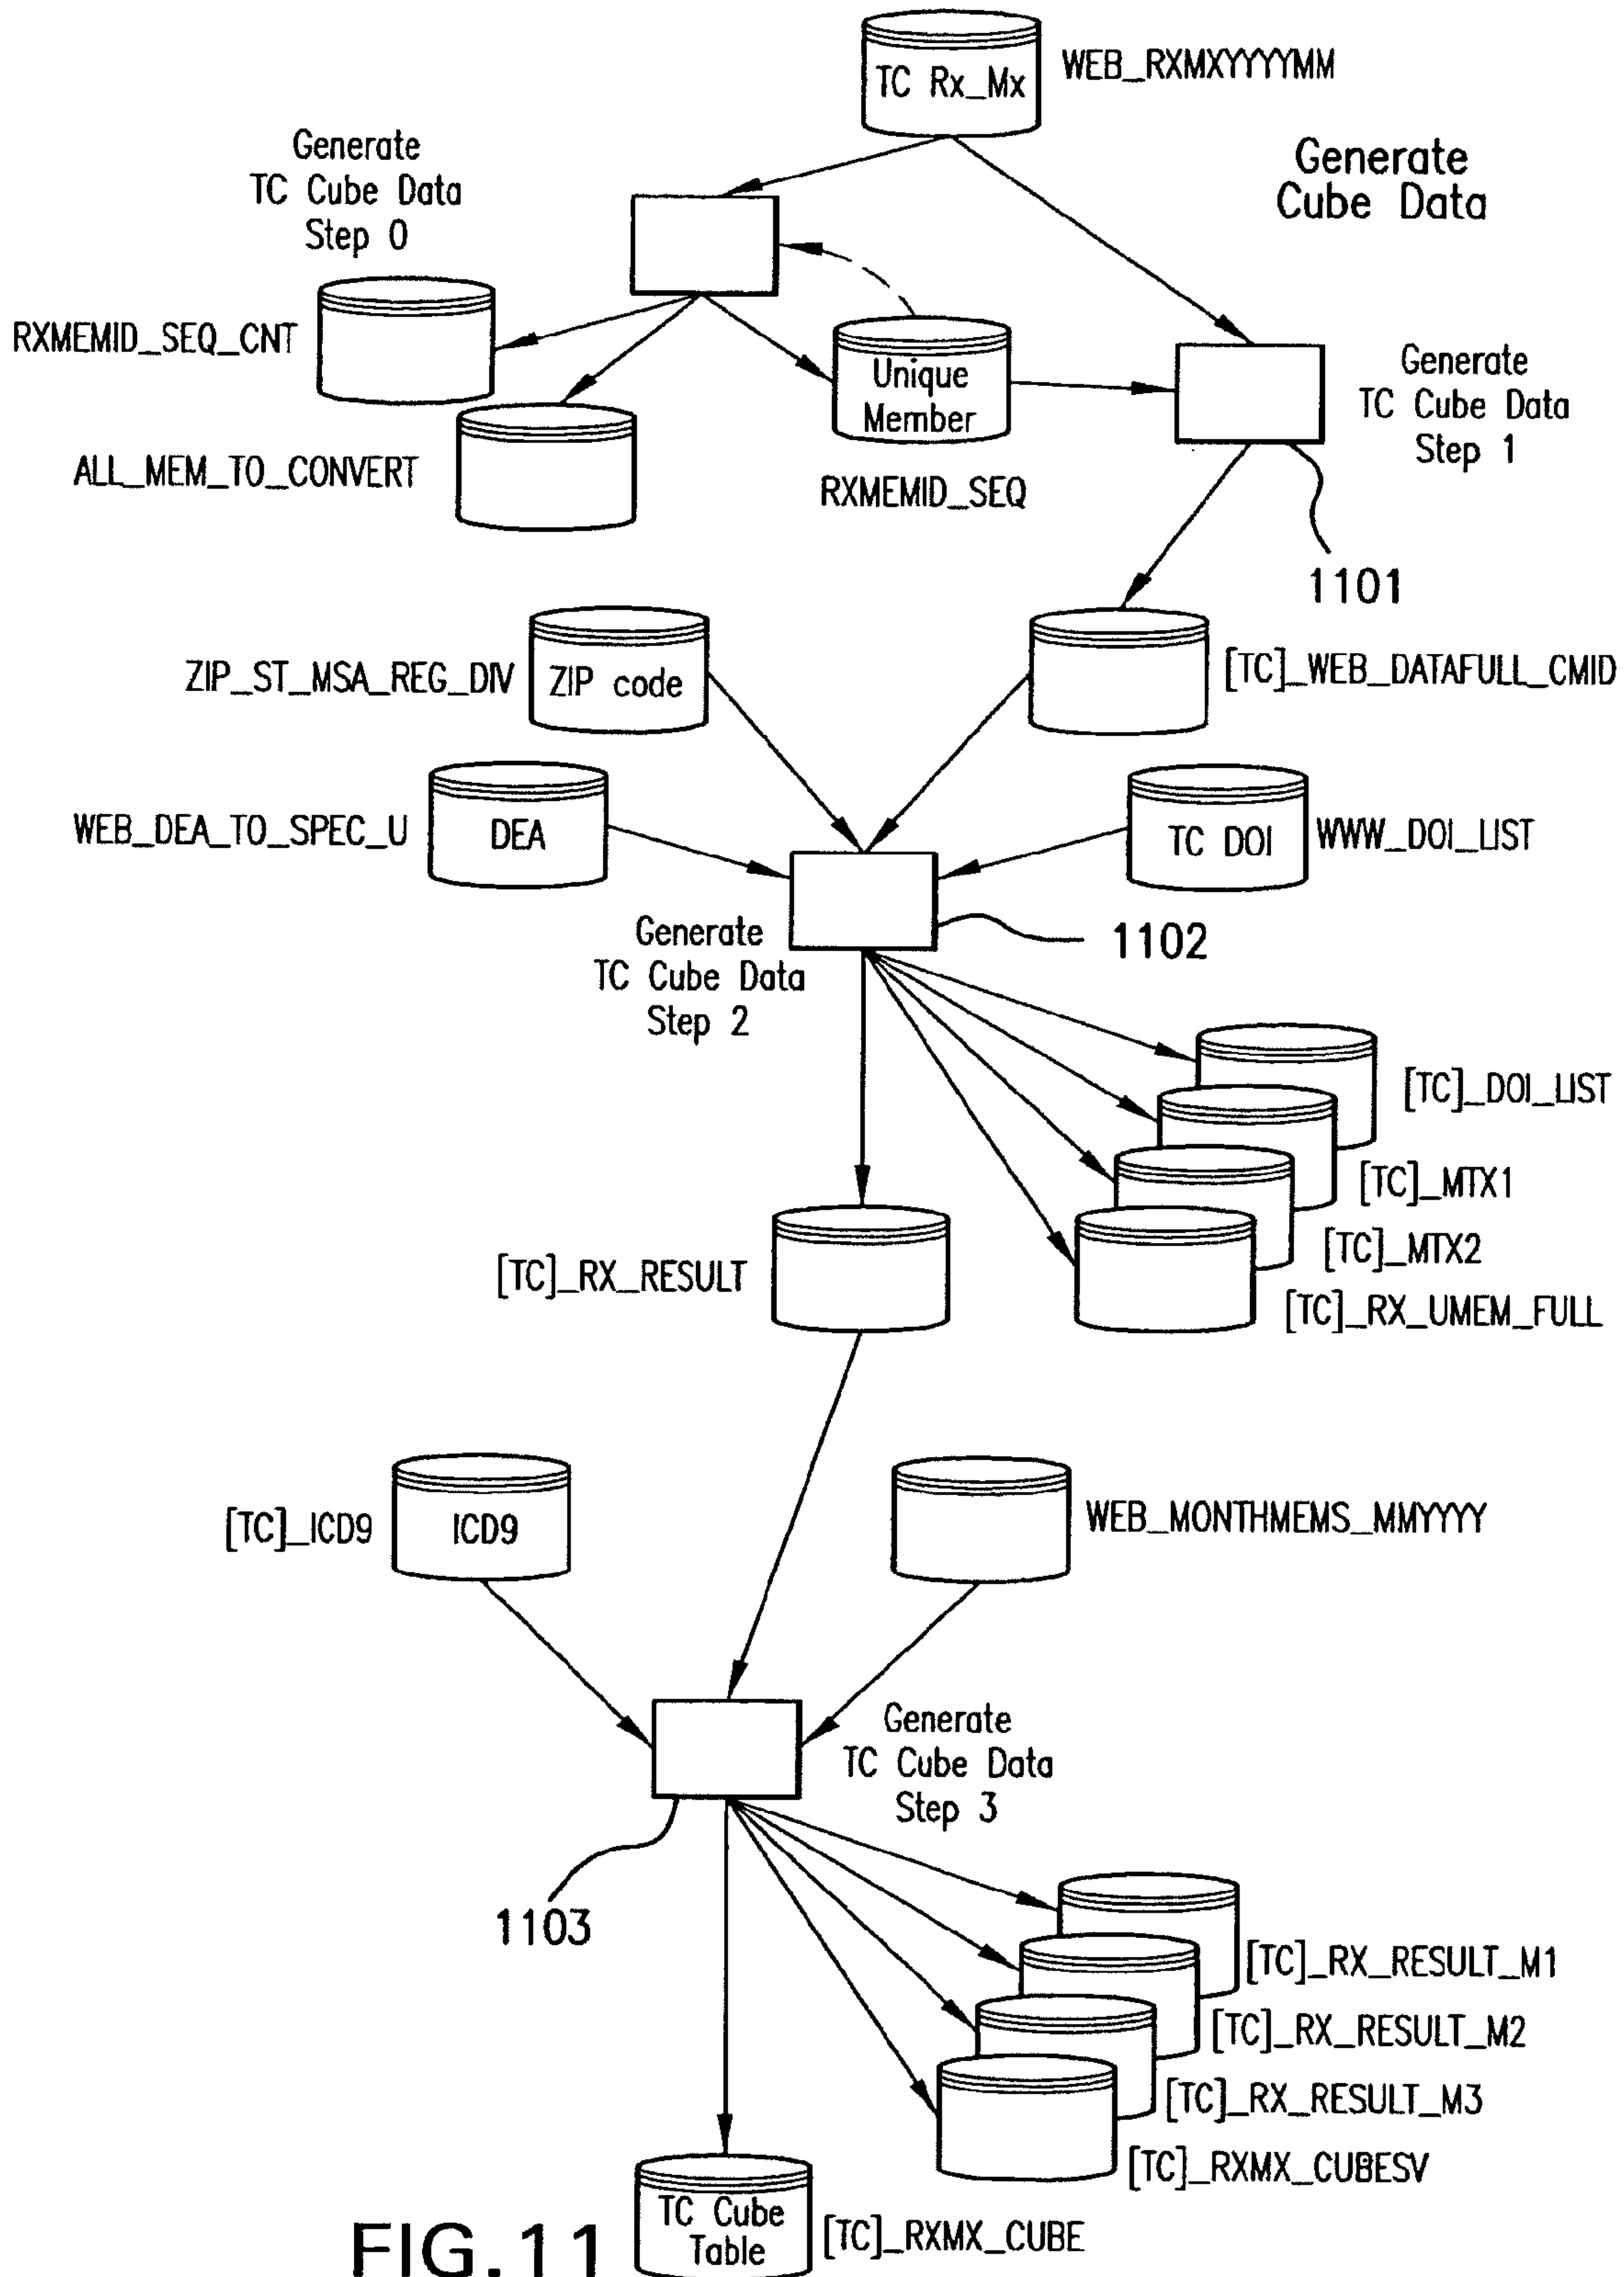 TC Rx_Mx
WEB_RXMXYYYYMM
Generate
TC Cube Data
Step 0
Generate
Cube Data
RXMEMID_SEQ_CNT
ALL_MEM_TO_CONVERT
Unique
Member
RXMEMID_SEQ
Generate
TC Cube Data
Step 1
1101
ZIP_ST_MSA_REG_DIV
ZIP code
[TC]_WEB_DATAFULL_CMID
WEB_DEA_TO_SPEC_U
DEA
TC DOI
WWW_DOI_LIST
Generate
TC Cube Data
Step 2
1102
[TC]_DOI_LIST
[TC]_MTX1
[TC]_MTX2
[TC]_RX_UMEM_FULL
[TC]_RX_RESULT
[TC]_ICD9
ICD9
WEB_MONTHMEMS_MMYYYY
Generate
TC Cube Data
Step 3
1103
[TC]_RX_RESULT_M1
[TC]_RX_RESULT_M2
[TC]_RX_RESULT_M3
[TC]_RXMX_CUBESV
TC Cube
Table
[TC]_RXMX_CUBE
FIG.11